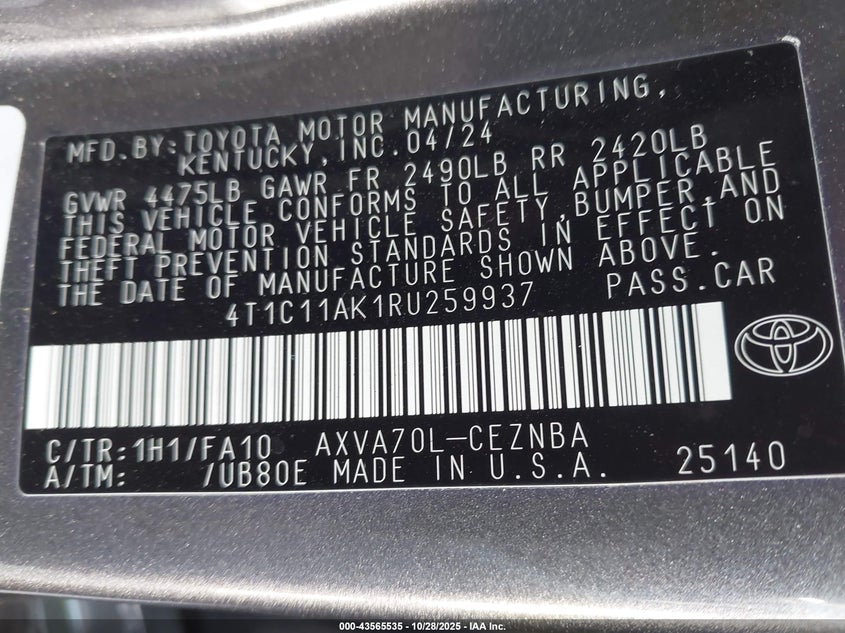 MFD.BY:TOYOTA MOTOR MANUFACTURING,
KENTUCKY,INC.04/24
GVWR 4475LB GAWR FR 2490LB RR 2420LB
THIS VEHICLE CONFORMS TO ALL APPLICABLE
FEDERAL MOTOR VEHICLE SAFETY,BUMPER,AND
THEFT PREVENTION STANDARDS IN EFFECT ON
THE DATE OF MANUFACTURE SHOWN ABOVE.
4T1C11AK1RU259937 PASS.CAR
C/TR:1H1/FA10 AXVA70L-CEZNBA
A/TM: /UB80E MADE IN U.S.A. 25140
000-43565535 - 10/28/2025 - IAA Inc.